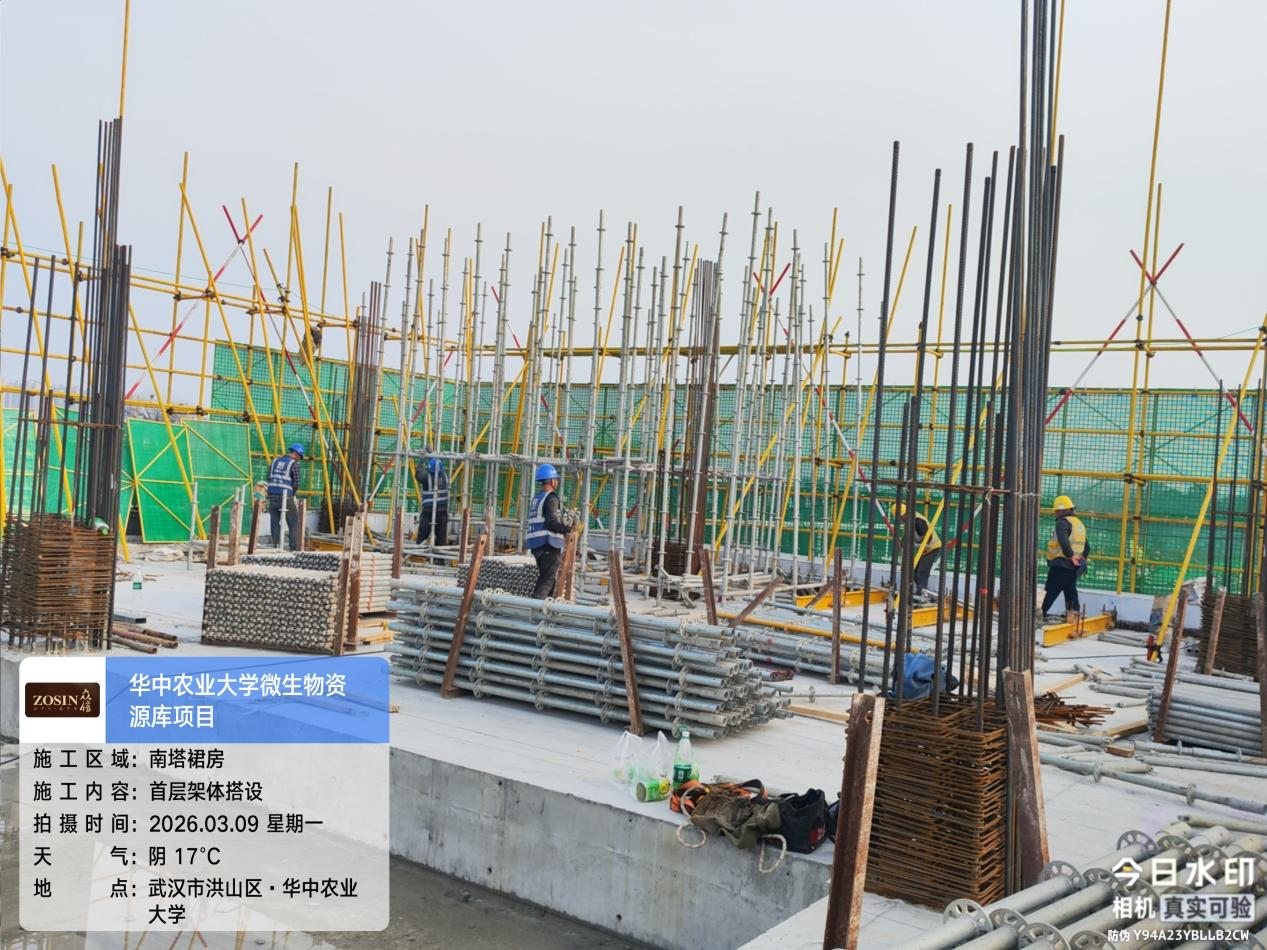 ZOSIN 众信
华中农业大学微生物资
源库项目
施工区域：南塔裙房
施工内容：首层架体搭设
拍摄时间：2026.03.09 星期一
天气：阴 17℃
地点：武汉市洪山区·华中农业
大学
今日水印
相机 真实可验
防伪 Y94A23YBLLB2CW